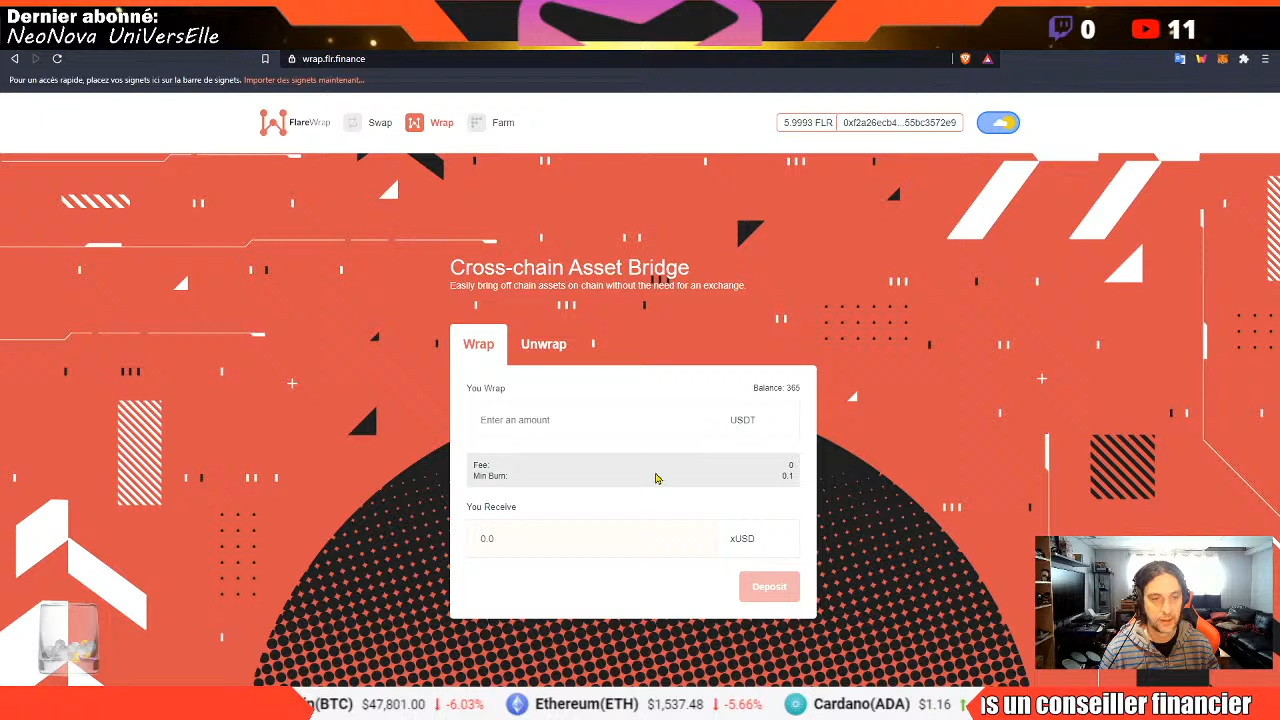 Dernier abonné:
NeoNova UniVersElle
0
11
wrap.flr.finance
Pour un accès rapide, placez vos signets ici sur la barre de signets. Importer des signets maintenant...
FlareWrap
Swap
Wrap
Farm
5.9993 FLR
0xf2a26ecb4...55bc3572e9
Cross-chain Asset Bridge
Easily bring off chain assets on chain without the need for an exchange.
Wrap
Unwrap
You Wrap
Balance: 365
Enter an amount
USDT
Fee:
0
Min Burn:
0.1
You Receive
0.0
xUSD
Deposit
(BTC) $47,801.00 -6.03% Ethereum(ETH) $1,537.48 -5.66% Cardano(ADA) $1.16
un conseiller financier